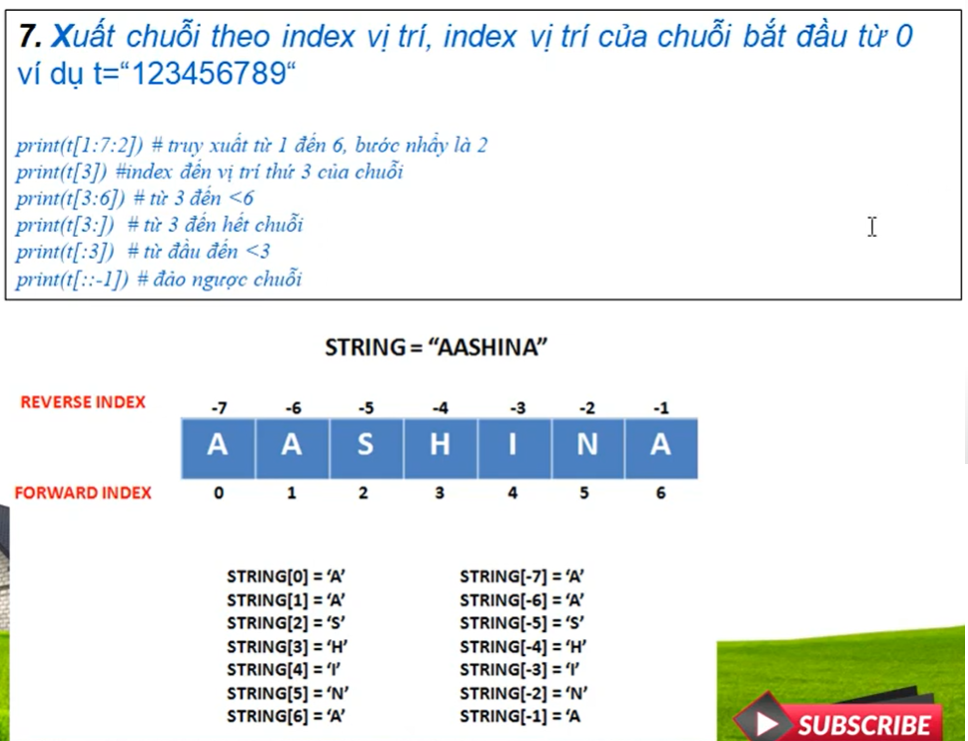 7. Xuất chuỗi theo index vị trí, index vị trí của chuỗi bắt đầu từ 0
ví dụ t=“123456789“
print(t[1:7:2]) # truy xuất từ 1 đến 6, bước nhẩy là 2
print(t[3]) #index đến vị trí thứ 3 của chuỗi
print(t[3:6]) # từ 3 đến <6
print(t[3:]) # từ 3 đến hết chuỗi
print(t[:3]) # từ đầu đến <3
print(t[::-1]) # đảo ngược chuỗi
STRING = “AASHINA”
REVERSE INDEX -7 -6 -5 -4 -3 -2 -1
A A S H I N A
FORWARD INDEX 0 1 2 3 4 5 6
STRING[0] = ‘A’ STRING[-7] = ‘A’
STRING[1] = ‘A’ STRING[-6] = ‘A’
STRING[2] = ‘S’ STRING[-5] = ‘S’
STRING[3] = ‘H’ STRING[-4] = ‘H’
STRING[4] = ‘I’ STRING[-3] = ‘I’
STRING[5] = ‘N’ STRING[-2] = ‘N’
STRING[6] = ‘A’ STRING[-1] = ‘A
SUBSCRIBE